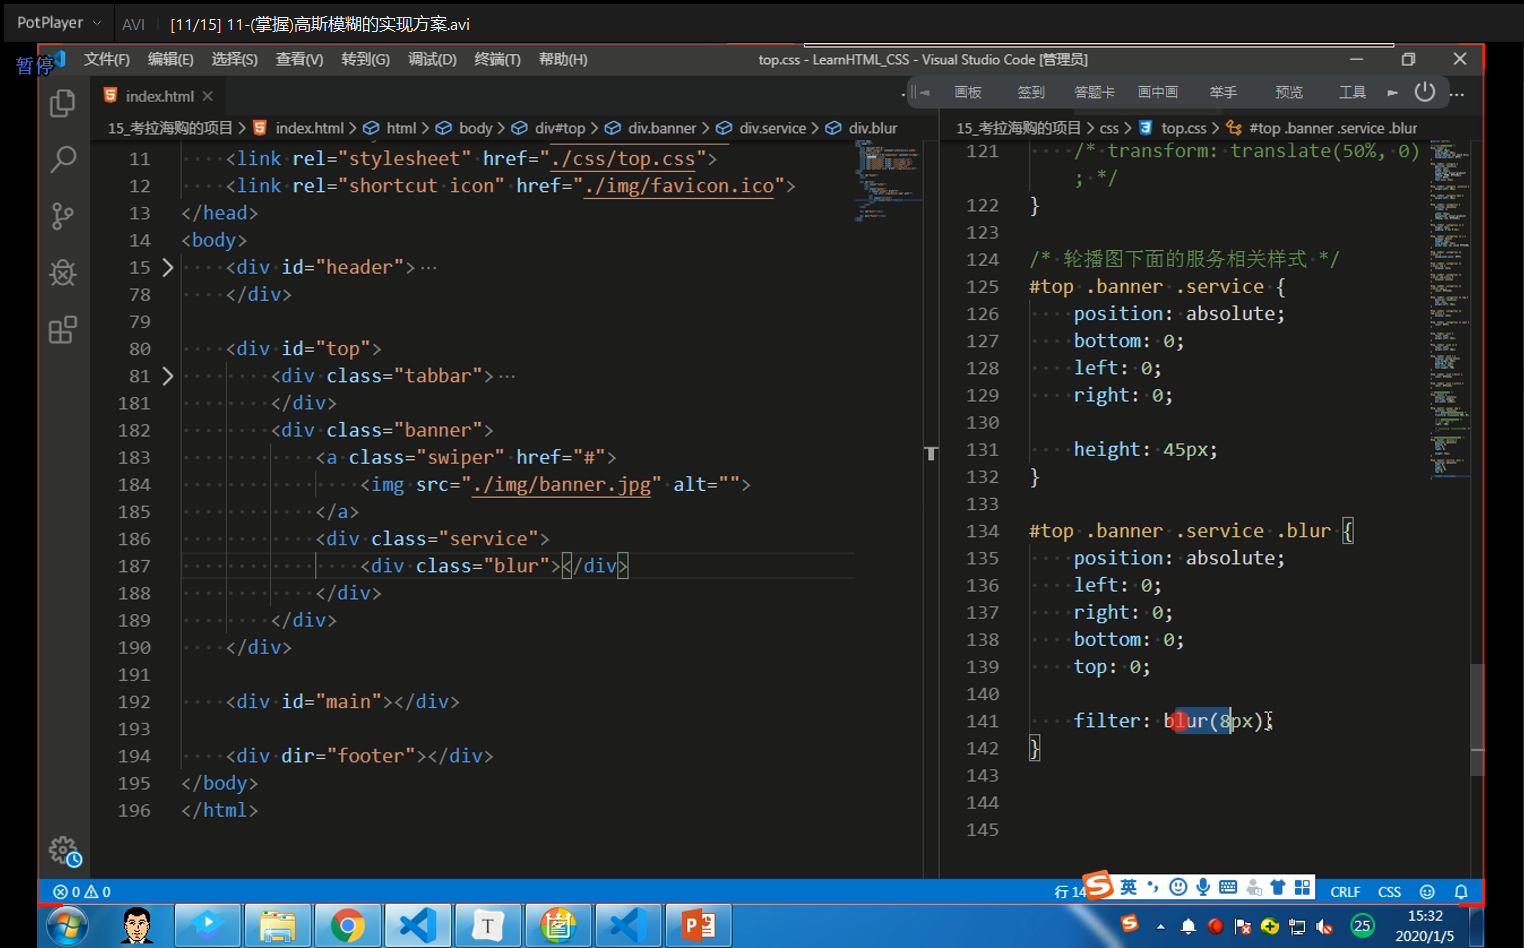 PotPlayer AVI [11/15] 11-(掌握)高斯模糊的实现方案.avi
暂停
文件(F) 编辑(E) 选择(S) 查看(V) 转到(G) 调试(D) 终端(T) 帮助(H) top.css - LearnHTML_CSS - Visual Studio Code [管理员]
index.html
画板 签到 答题卡 画中画 举手 预览 工具
15_考拉海购的项目 > index.html > html > body > div#top > div.banner > div.service > div.blur
11 <link rel="stylesheet" href="./css/top.css">
12 <link rel="shortcut icon" href="./img/favicon.ico">
13 </head>
14 <body>
15 <div id="header">…
78 </div>
79
80 <div id="top">
81 <div class="tabbar">…
181 </div>
182 <div class="banner">
183 <a class="swiper" href="#">
184 <img src="./img/banner.jpg" alt="">
185 </a>
186 <div class="service">
187 <div class="blur"></div>
188 </div>
189 </div>
190 </div>
191
192 <div id="main"></div>
193
194 <div dir="footer"></div>
195 </body>
196 </html>
15_考拉海购的项目 > css > top.css > #top .banner .service .blur
121 /* transform: translate(50%, 0)
; */
122 }
123
124 /* 轮播图下面的服务相关样式 */
125 #top .banner .service {
126 position: absolute;
127 bottom: 0;
128 left: 0;
129 right: 0;
130
131 height: 45px;
132 }
133
134 #top .banner .service .blur {
135 position: absolute;
136 left: 0;
137 right: 0;
138 bottom: 0;
139 top: 0;
140
141 filter: blur(8px);
142 }
143
144
145
0 0
行 14
英
CRLF CSS
T
25
15:32
2020/1/5